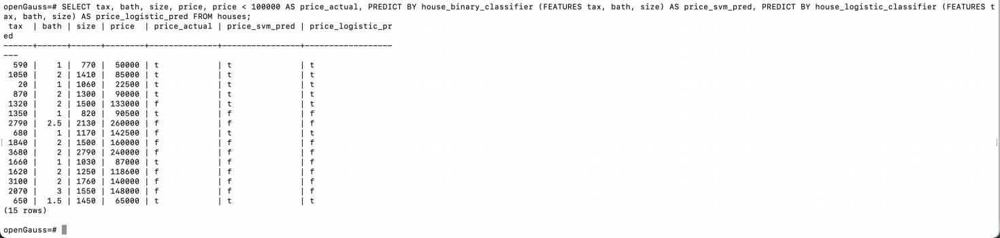 openGauss=# SELECT tax, bath, size, price, price < 100000 AS price_actual, PREDICT BY house_binary_classifier (FEATURES tax, bath, size) AS price_svm_pred, PREDICT BY house_logistic_classifier (FEATURES t
ax, bath, size) AS price_logistic_pred FROM houses;
 tax  | bath | size | price  | price_actual | price_svm_pred | price_logistic_pr
ed
------+------+------+--------+--------------+----------------+------------------
---
  590 |    1 |  770 |  50000 | t            | t              | t
 1050 |    2 | 1410 |  85000 | t            | t              | t
   20 |    1 | 1060 |  22500 | t            | t              | t
  870 |    2 | 1300 |  90000 | t            | t              | t
 1320 |    2 | 1500 | 133000 | f            | t              | t
 1350 |    1 |  820 |  90500 | t            | f              | f
 2790 |  2.5 | 2130 | 260000 | f            | f              | f
  680 |    1 | 1170 | 142500 | f            | t              | t
[ 1840 |    2 | 1500 | 160000 | f            | f              | f ]
 3680 |    2 | 2790 | 240000 | f            | f              | f
 1660 |    1 | 1030 |  87000 | t            | f              | f
 1620 |    2 | 1250 | 118600 | f            | f              | f
 3100 |    2 | 1760 | 140000 | f            | f              | f
 2070 |    3 | 1550 | 148000 | f            | f              | f
  650 |  1.5 | 1450 |  65000 | t            | t              | t
(15 rows)
openGauss=#